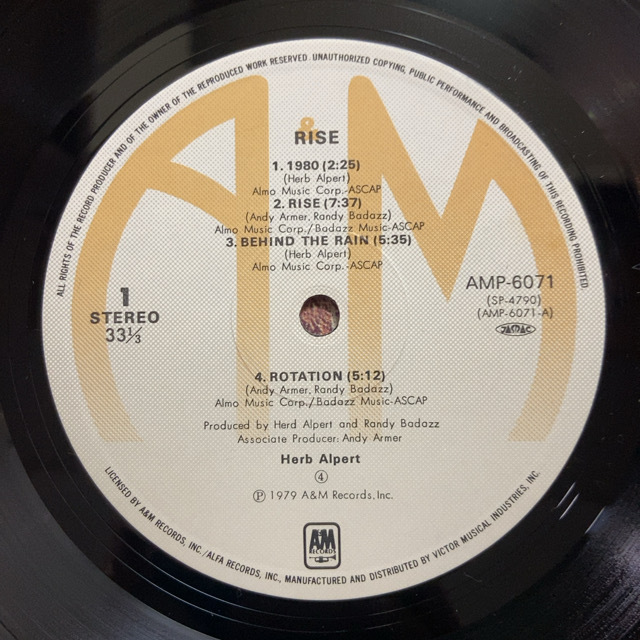 ALL RIGHTS OF THE RECORD PRODUCER AND OF THE OWNER OF THE REPRODUCED WORK RESERVED. UNAUTHORIZED COPYING, PUBLIC PERFORMANCE AND BROADCASTING OF THIS RECORDING PROHIBITED.
A&M
RISE
1. 1980 (2:25)
(Herb Alpert)
Almo Music Corp.-ASCAP
2. RISE (7:37)
(Andy Armer, Randy Badazz)
Almo Music Corp./Badazz Music-ASCAP
3. BEHIND THE RAIN (5:35)
(Herb Alpert)
Almo Music Corp.-ASCAP
1
STEREO
33⅓
AMP-6071
(SP-4790)
(AMP-6071-A)
JASRAC
4. ROTATION (5:12)
(Andy Armer, Randy Badazz)
Almo Music Corp./Badazz Music-ASCAP
Produced by Herd Alpert and Randy Badazz
Associate Producer: Andy Armer
Herb Alpert
④
℗ 1979 A&M Records, Inc.
A&M
RECORDS
LICENSED BY A&M RECORDS, INC./ALFA RECORDS, INC., MANUFACTURED AND DISTRIBUTED BY VICTOR MUSICAL INDUSTRIES, INC.